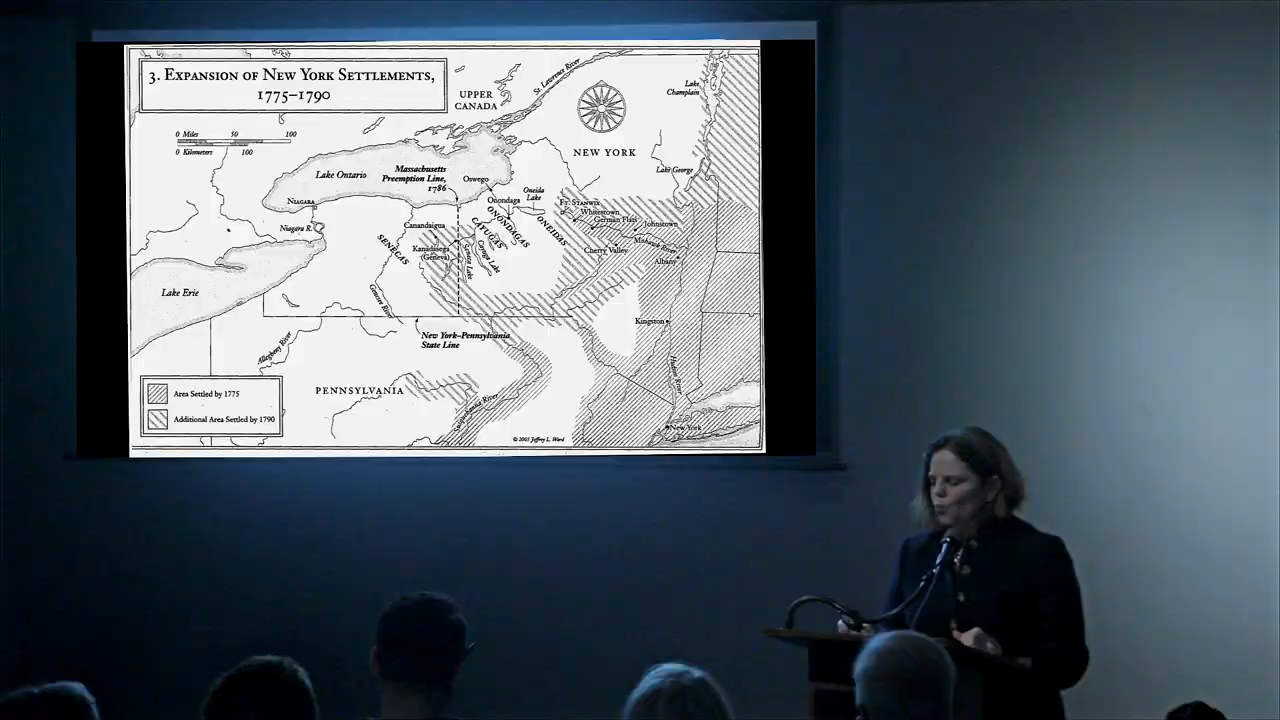 3. EXPANSION OF NEW YORK SETTLEMENTS,
1775–1790
0 Miles 50 100
0 Kilometers 100
UPPER
CANADA
St. Lawrence River
Lake
Champlain
NEW YORK
Lake George
Lake Ontario
Massachusetts
Preemption Line,
1786
Oswego
Oneida
Lake
Onondaga
NIAGARA
Niagara R.
FT. STANWIX
Whitestown
German Flats
Johnstown
Mohawk River
Canandaigua
Kanadasega
(Geneva)
SENECAS
CAYUGAS
ONONDAGAS
ONEIDAS
Seneca Lake
Cayuga Lake
Cherry Valley
Albany
Lake Erie
Genesee River
Kingston
New York–Pennsylvania
State Line
Allegheny River
Hudson River
PENNSYLVANIA
Area Settled by 1775
Additional Area Settled by 1790
New York
© 2005 Jeffrey L. Ward